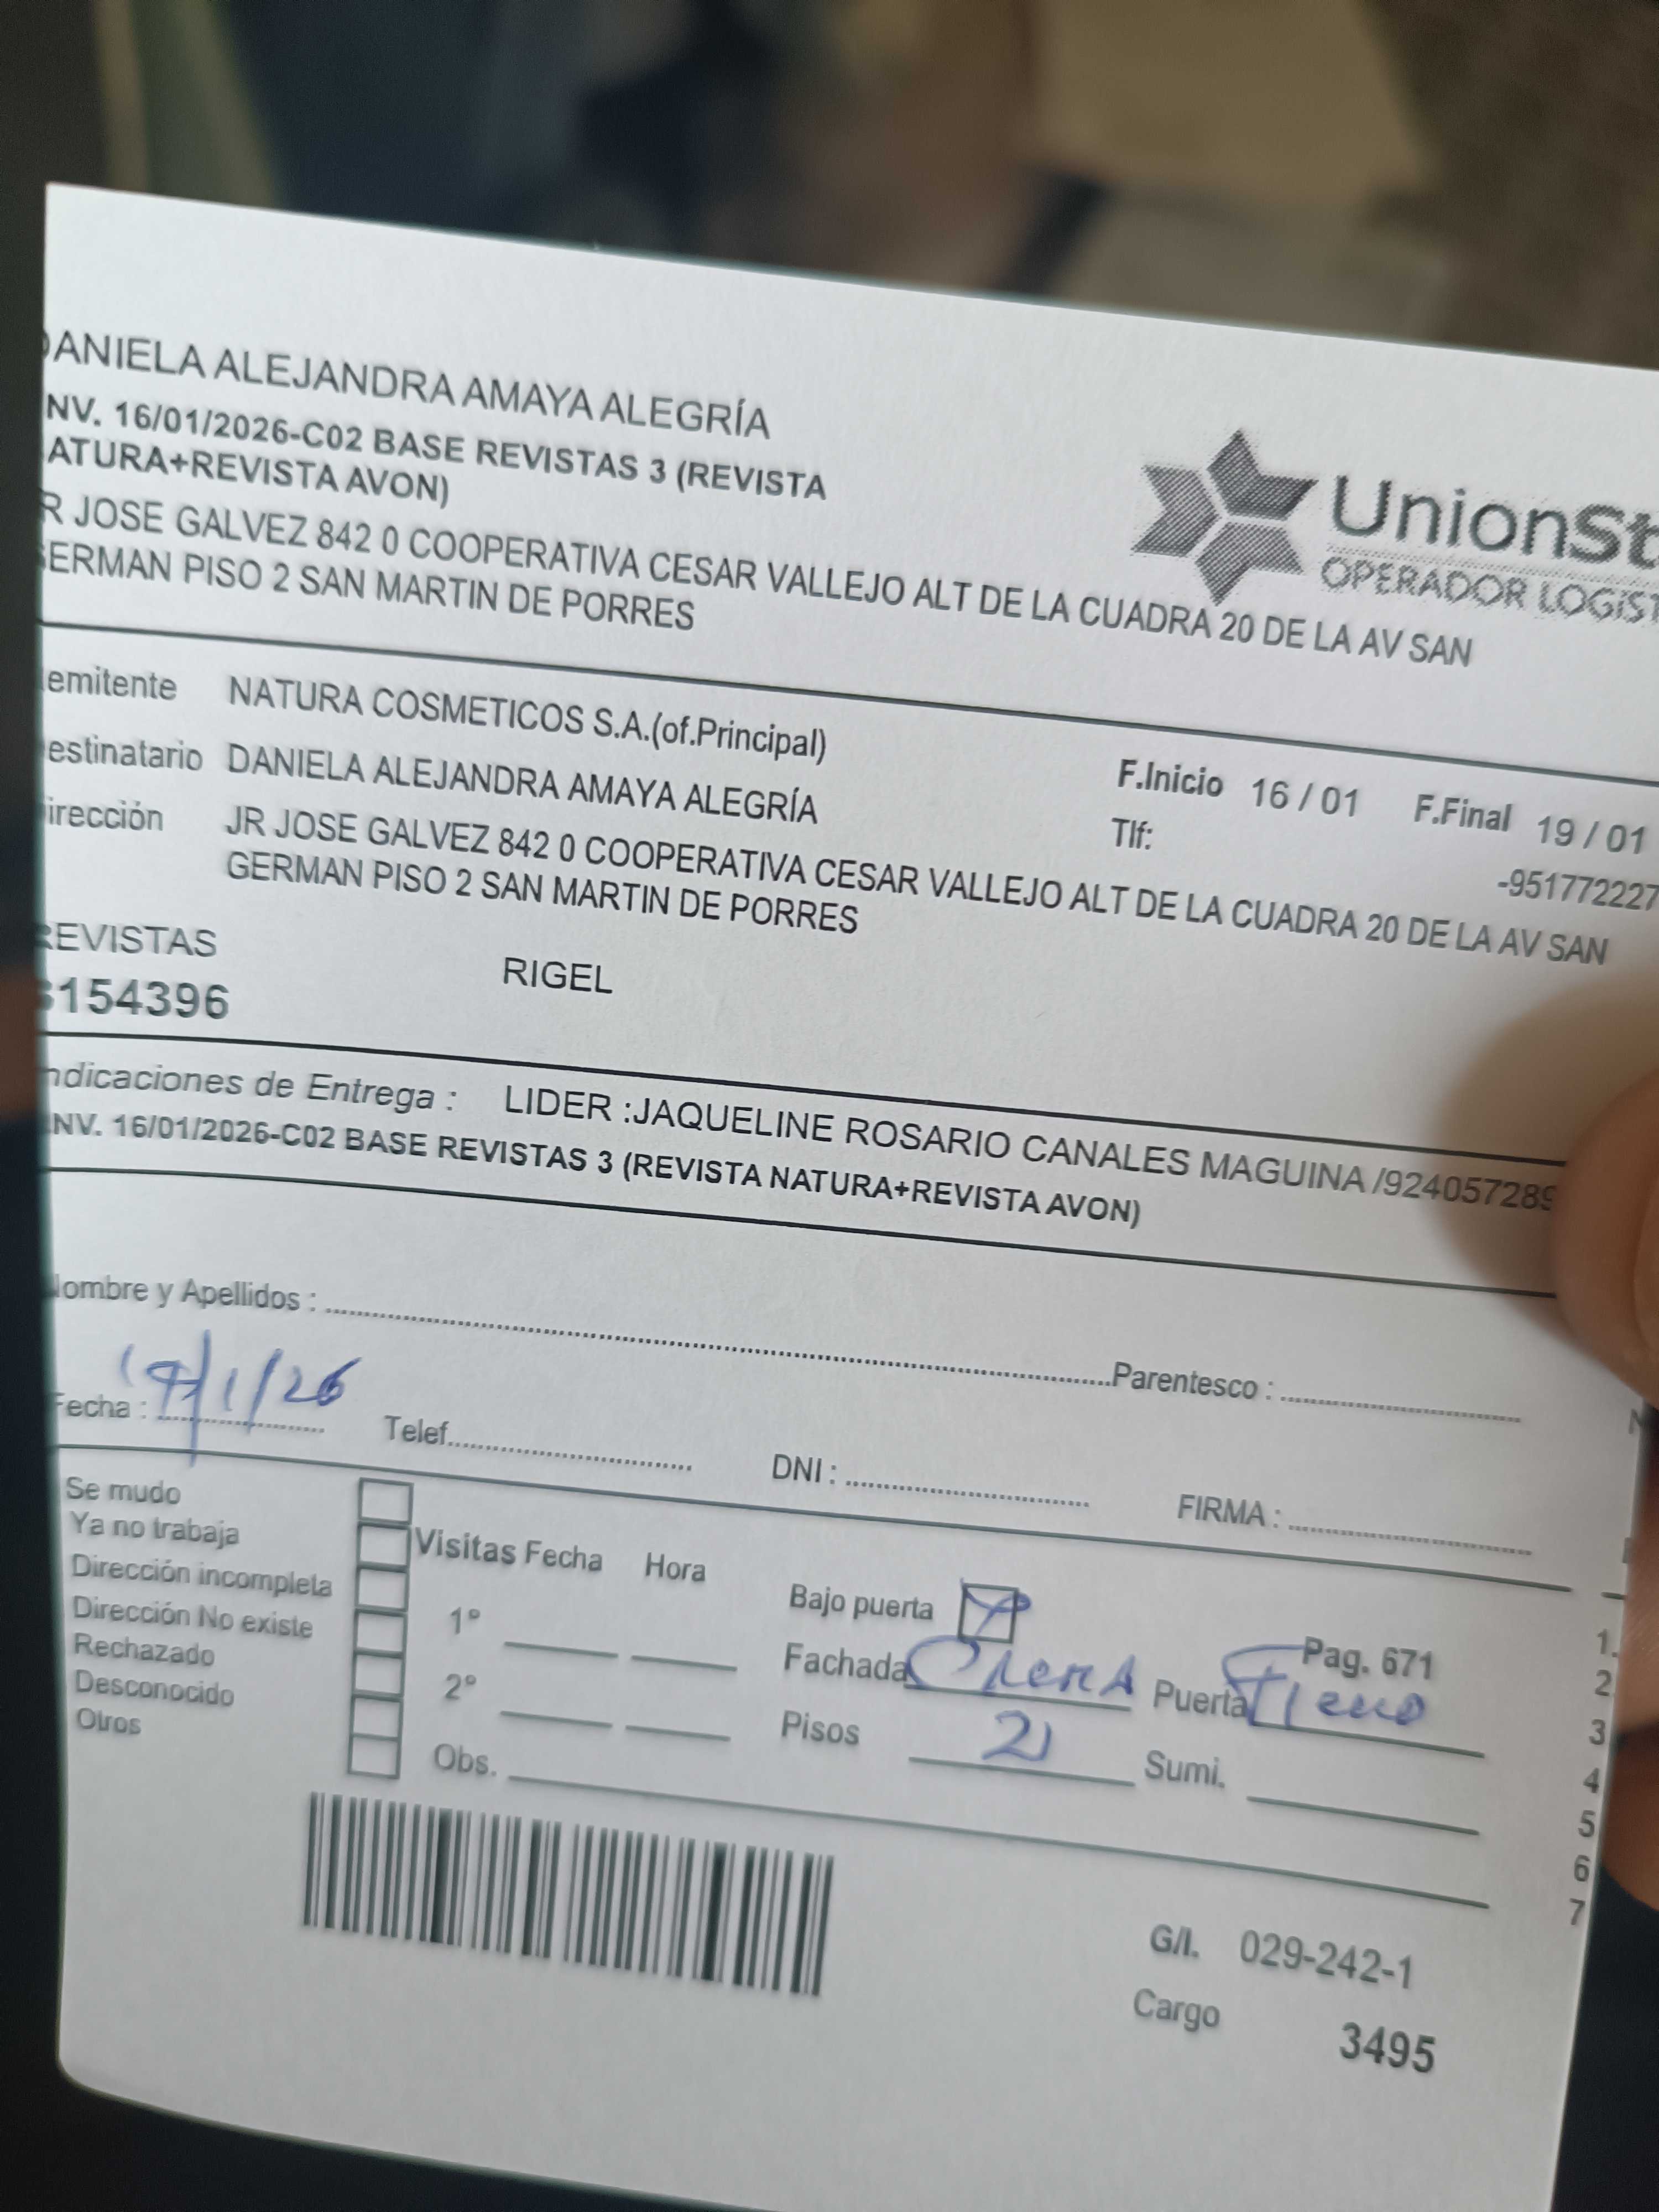 DANIELA ALEJANDRA AMAYA ALEGRÍA
NV. 16/01/2026-C02 BASE REVISTAS 3 (REVISTA
ATURA+REVISTA AVON)
R JOSE GALVEZ 842 0 COOPERATIVA CESAR VALLEJO ALT DE LA CUADRA 20 DE LA AV SAN
GERMAN PISO 2 SAN MARTIN DE PORRES
UnionSt
OPERADOR LOGIST
emitente NATURA COSMETICOS S.A.(of.Principal)
estinatario DANIELA ALEJANDRA AMAYA ALEGRÍA
F.Inicio 16 / 01 F.Final 19 / 01
Tlf: -951772227
irección JR JOSE GALVEZ 842 0 COOPERATIVA CESAR VALLEJO ALT DE LA CUADRA 20 DE LA AV SAN
GERMAN PISO 2 SAN MARTIN DE PORRES
REVISTAS RIGEL
154396
ndicaciones de Entrega : LIDER :JAQUELINE ROSARIO CANALES MAGUINA /924057289
NV. 16/01/2026-C02 BASE REVISTAS 3 (REVISTA NATURA+REVISTA AVON)
Nombre y Apellidos : Parentesco :
Fecha : /1/26 Telef. DNI : FIRMA :
Se mudo
Ya no trabaja
Dirección incompleta
Dirección No existe
Rechazado
Desconocido
Otros
Visitas Fecha Hora
1°
2°
Obs.
Bajo puerta
Pag. 671
Fachada Crema Puerta Fierro
Pisos 2 Sumi.
1.
2
3
4
5
6
7
G/I. 029-242-1
Cargo 3495